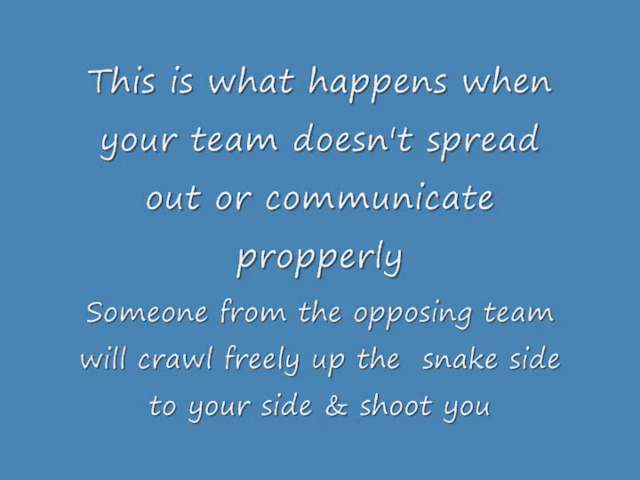 This is what happens when
your team doesn't spread
out or communicate
propperly
Someone from the opposing team
will crawl freely up the  snake side
to your side & shoot you